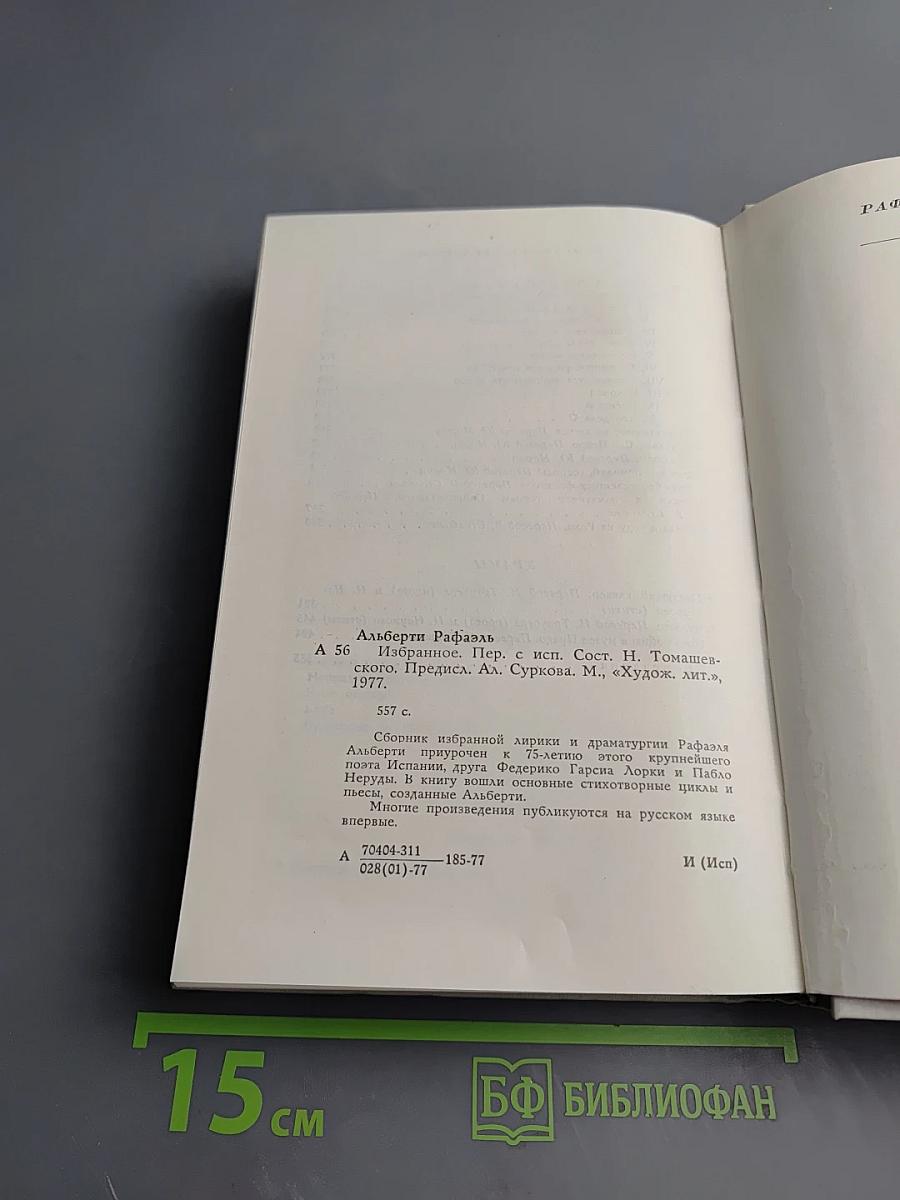 РАФ
Альберти Рафаэль
А 56 Избранное. Пер. с исп. Сост. Н. Томашев-
ского. Предисл. Ал. Суркова. М., «Худож. лит.»,
1977.
557 с.
Сборник избранной лирики и драматургии Рафаэля
Альберти приурочен к 75-летию этого крупнейшего
поэта Испании, друга Федерико Гарсиа Лорки и Пабло
Неруды. В книгу вошли основные стихотворные циклы и
пьесы, созданные Альберти.
Многие произведения публикуются на русском языке
впервые.
А 70404-311
028(01)-77 —185-77 И (Исп)
15 см
БФ БИБЛИОФАН